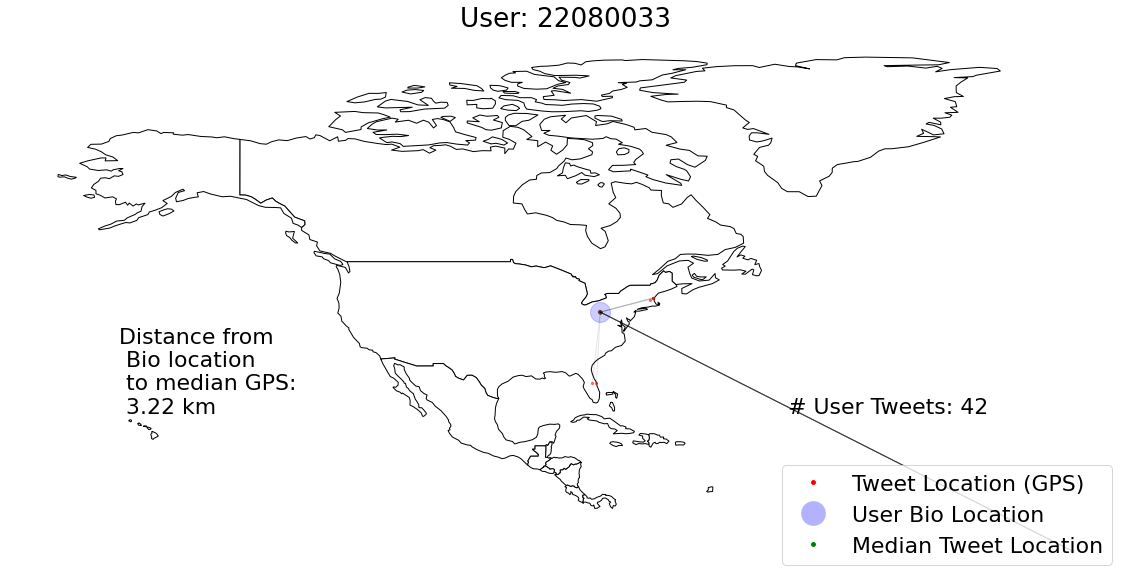 User: 22080033
Distance from
Bio location
to median GPS:
3.22 km
# User Tweets: 42
Tweet Location (GPS)
User Bio Location
Median Tweet Location